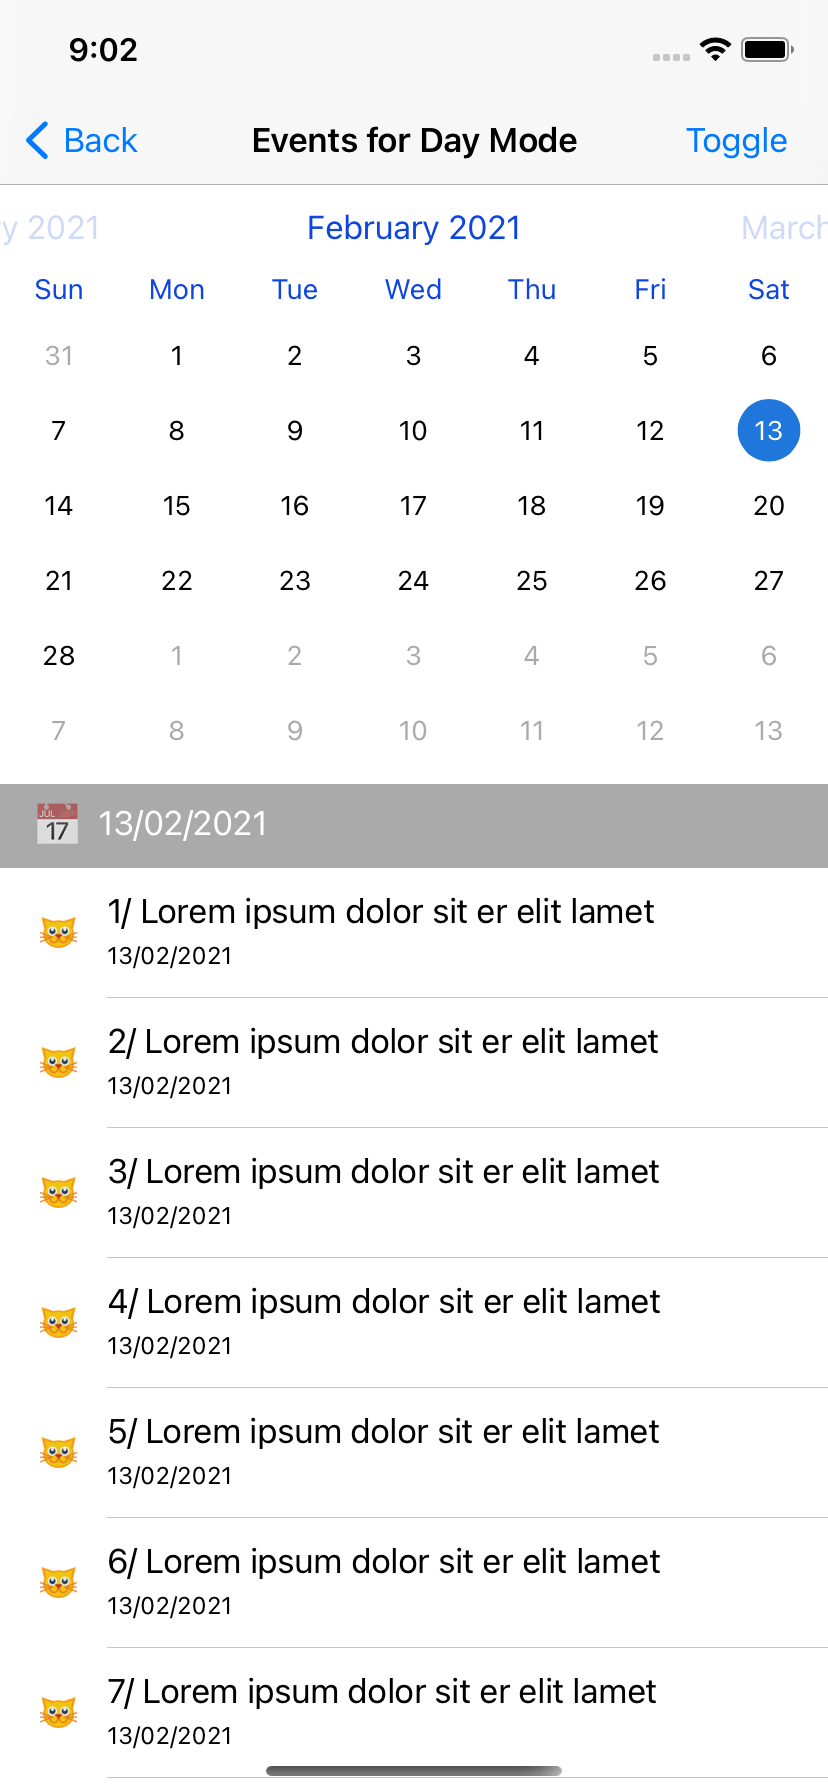 9:02
Back Events for Day Mode Toggle
y 2021 February 2021 March
Sun Mon Tue Wed Thu Fri Sat
31 1 2 3 4 5 6
7 8 9 10 11 12 13
14 15 16 17 18 19 20
21 22 23 24 25 26 27
28 1 2 3 4 5 6
7 8 9 10 11 12 13
JUL
17 13/02/2021
1/ Lorem ipsum dolor sit er elit lamet
13/02/2021
2/ Lorem ipsum dolor sit er elit lamet
13/02/2021
3/ Lorem ipsum dolor sit er elit lamet
13/02/2021
4/ Lorem ipsum dolor sit er elit lamet
13/02/2021
5/ Lorem ipsum dolor sit er elit lamet
13/02/2021
6/ Lorem ipsum dolor sit er elit lamet
13/02/2021
7/ Lorem ipsum dolor sit er elit lamet
13/02/2021